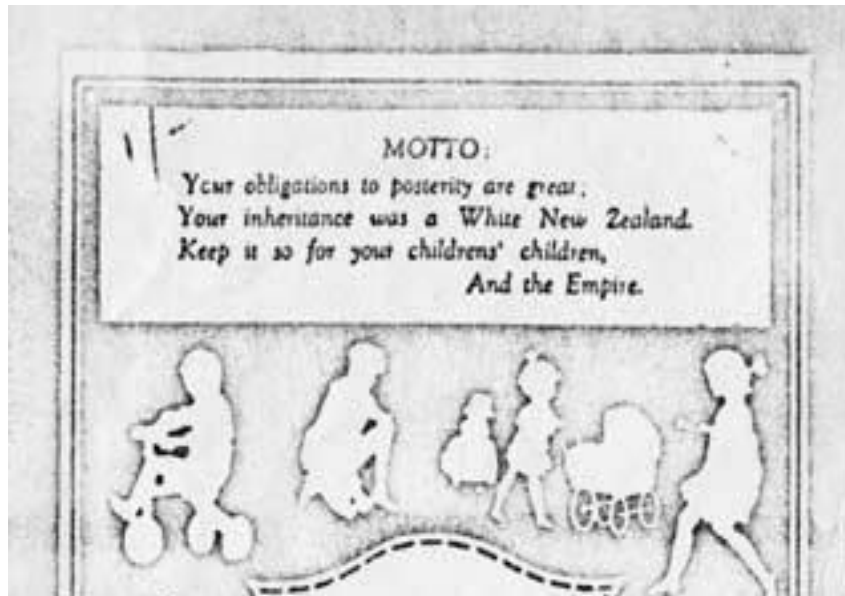 MOTTO:
Your obligations to posterity are great;
Your inheritance was a White New Zealand.
Keep it so for your childrens' children,
And the Empire.